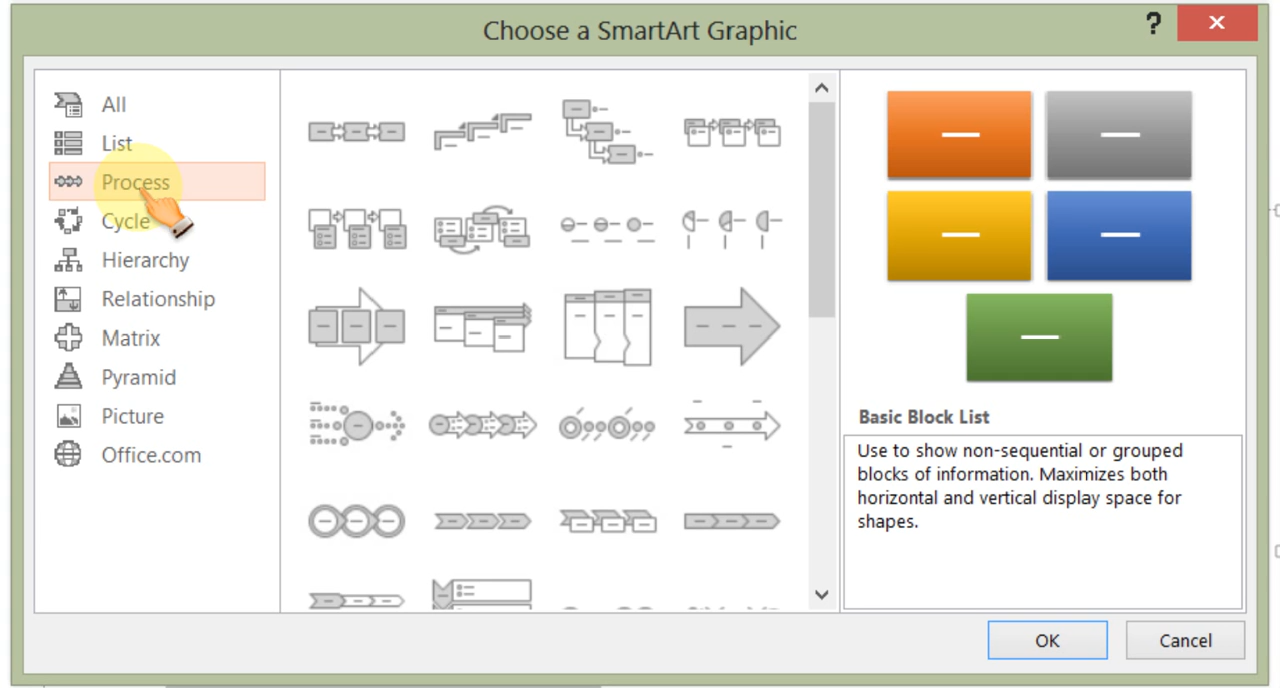 Choose a SmartArt Graphic
?
All
List
Process
Cycle
Hierarchy
Relationship
Matrix
Pyramid
Picture
Office.com
Basic Block List
Use to show non-sequential or grouped
blocks of information. Maximizes both
horizontal and vertical display space for
shapes.
OK
Cancel